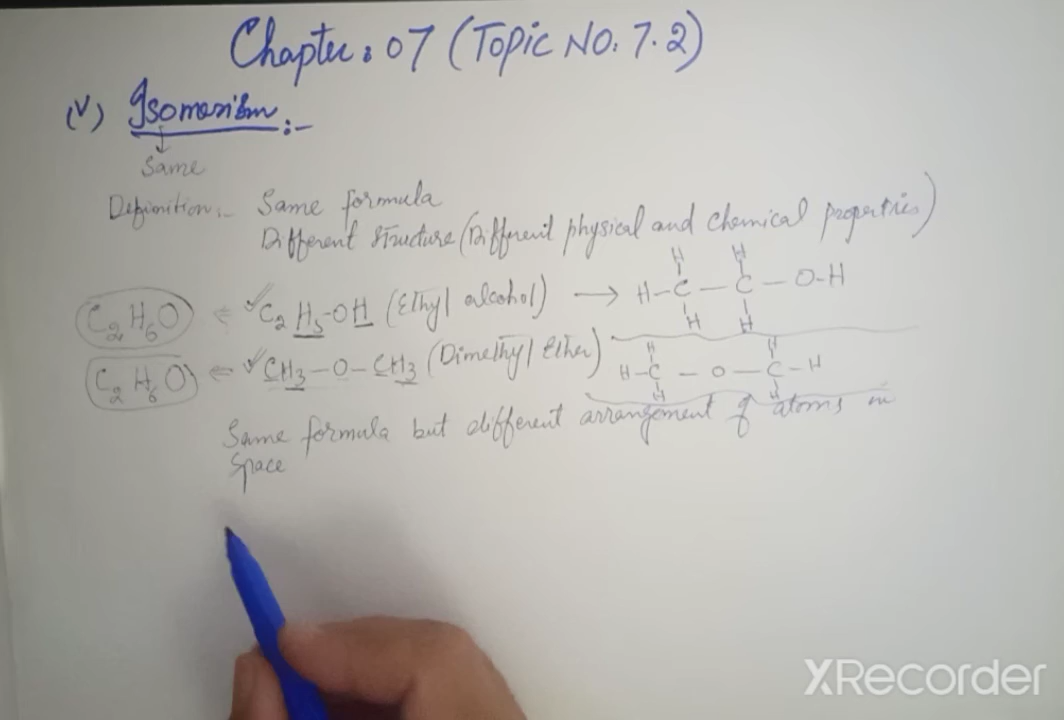 Chapter: 07 (Topic NO: 7.2)
(V) Isomerism :-
Same
Definition:- Same formula
Different structure (Different physical and chemical properties)
H H
C2H6O ⇐ ✓C2H5-OH (Ethyl alcohol) → H-C-C-O-H
H H
H H
C2H6O ⇐ ✓CH3-O-CH3 (Dimethyl Ether) H-C-O-C-H
H H
Same formula but different arrangement of atoms in
Space
XRecorder